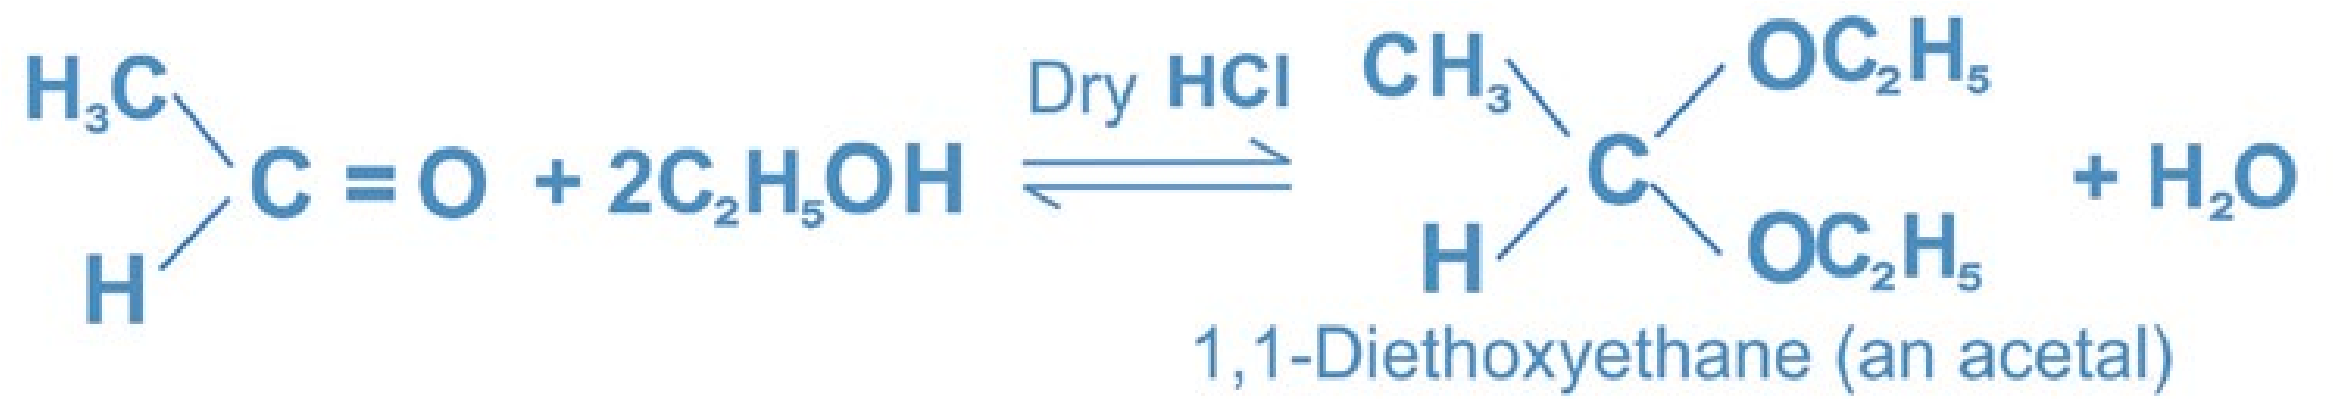 H₃C
Dry HCl
CH₃
OC₂H₅
C = O + 2C₂H₅OH
C
+ H₂O
H
H
OC₂H₅
1,1-Diethoxyethane (an acetal)